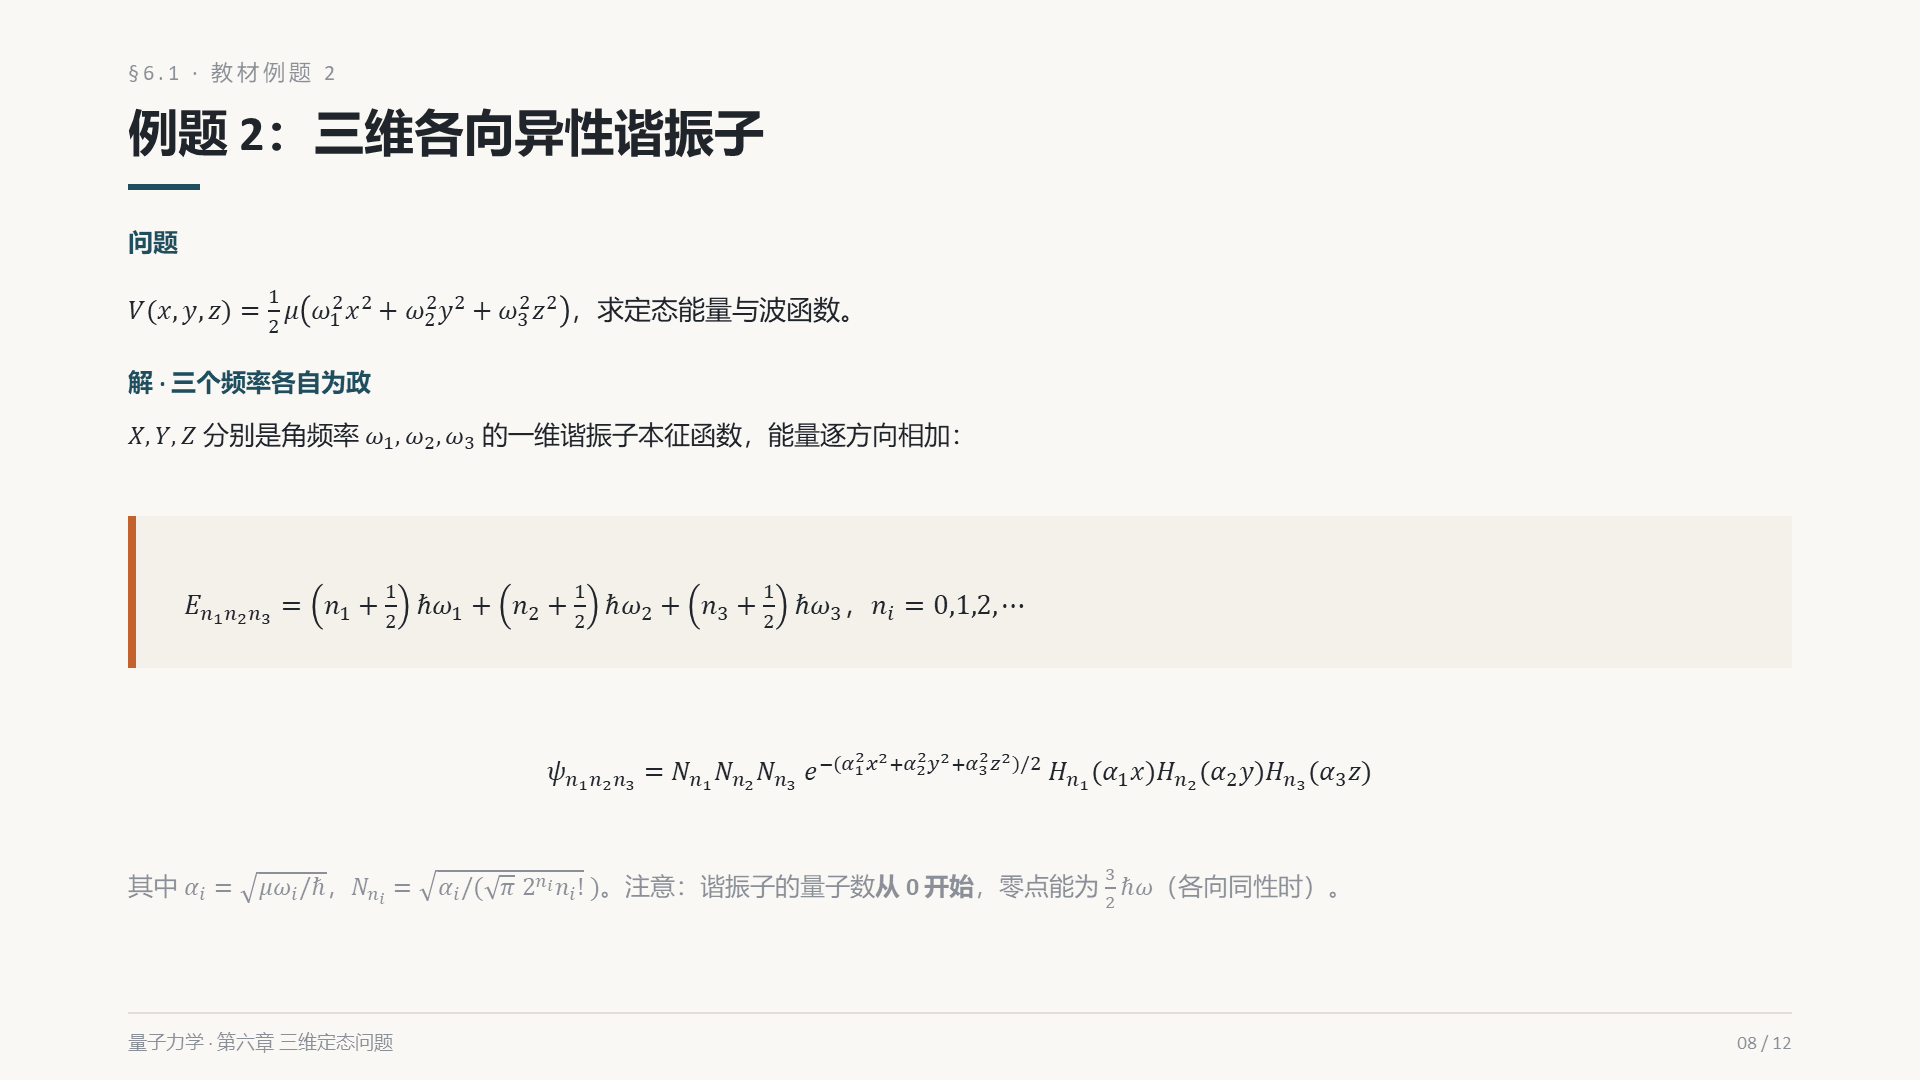 §6.1 · 教材例题 2
例题 2：三维各向异性谐振子
问题
V(x,y,z) = 1/2 μ(ω₁²x² + ω₂²y² + ω₃²z²)，求定态能量与波函数。
解 · 三个频率各自为政
X,Y,Z 分别是角频率 ω₁,ω₂,ω₃ 的一维谐振子本征函数，能量逐方向相加：
E_{n₁n₂n₃} = (n₁ + 1/2) ℏω₁ + (n₂ + 1/2) ℏω₂ + (n₃ + 1/2) ℏω₃，n_i = 0,1,2,⋯
ψ_{n₁n₂n₃} = N_{n₁}N_{n₂}N_{n₃} e^{−(α₁²x²+α₂²y²+α₃²z²)/2} H_{n₁}(α₁x)H_{n₂}(α₂y)H_{n₃}(α₃z)
其中 α_i = √(μω_i/ℏ)，N_{n_i} = √(α_i/(√π 2^{n_i}n_i!))。注意：谐振子的量子数从 0 开始，零点能为 3/2 ℏω（各向同性时）。
量子力学 · 第六章 三维定态问题
08 / 12